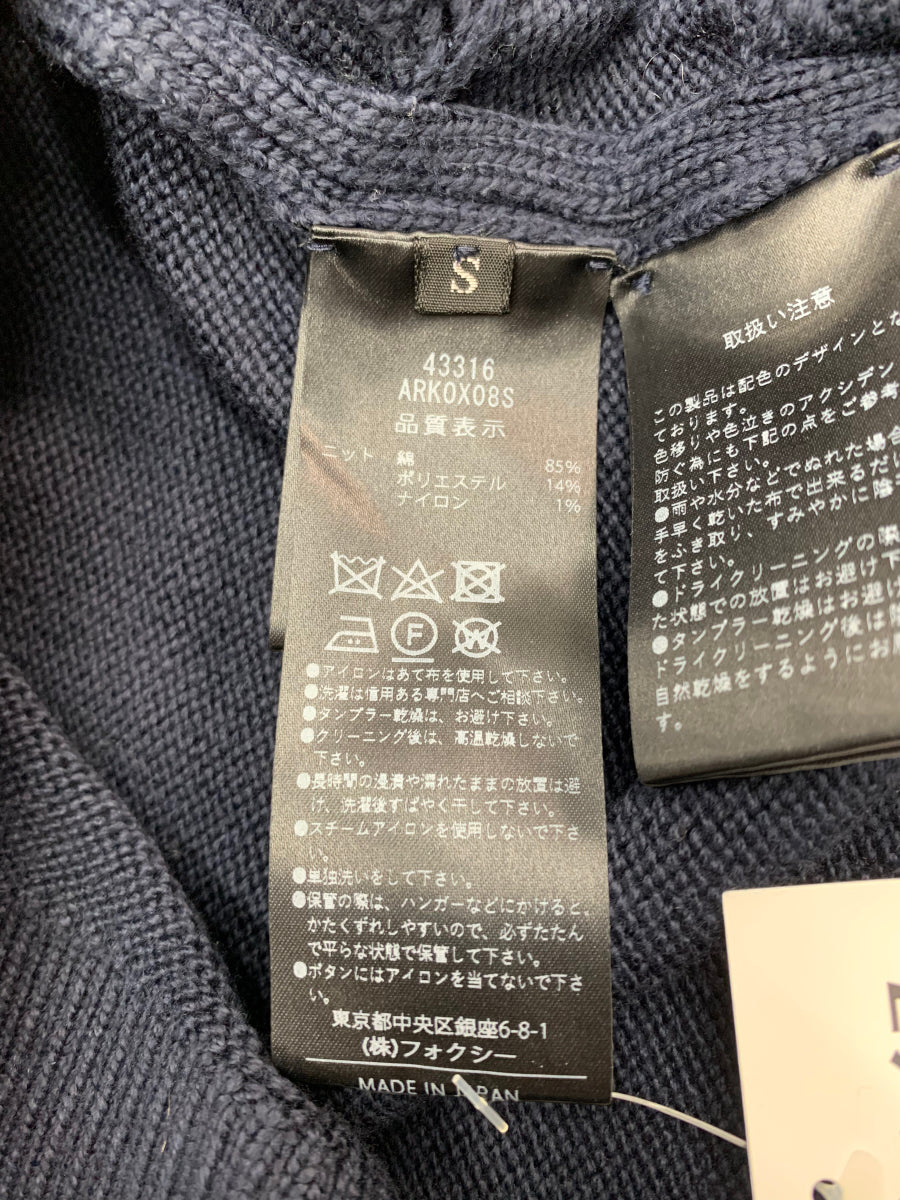 S
43316
ARKOX08S
品質表示
ニット 綿 85%
ポリエステル 14%
ナイロン 1%
F
W
●アイロンはあて布を使用して下さい。
●洗濯は信用ある専門店へご相談下さい。
●タンブラー乾燥は、お避け下さい。
●クリーニング後は、高温乾燥しないで
下さい。
●長時間の浸漬や濡れたままの放置は避
け、洗濯後すばやく干して下さい。
●スチームアイロンを使用しないで下さ
い。
●単独洗いをして下さい。
●保管の際は、ハンガーなどにかけると、
かたくずれしやすいので、必ずたたん
で平らな状態で保管して下さい。
●ボタンにはアイロンを当てないで下さ
い。
東京都中央区銀座6-8-1
(株)フォクシー
MADE IN JAPAN
取扱い注意
この製品は配色のデザインとな
ております。
色移りや色泣きのアクシデン
防ぐ為にも下記の点をご参考
取扱い下さい。
●雨や水分などでぬれた場合
手早く乾いた布で出来るだけ
をふき取り、すみやかに陰
て下さい。
●ドライクリーニングの際
た状態での放置はお避け下
●タンブラー乾燥はお避け
ドライクリーニング後は陰
自然乾燥をするようにお
す。